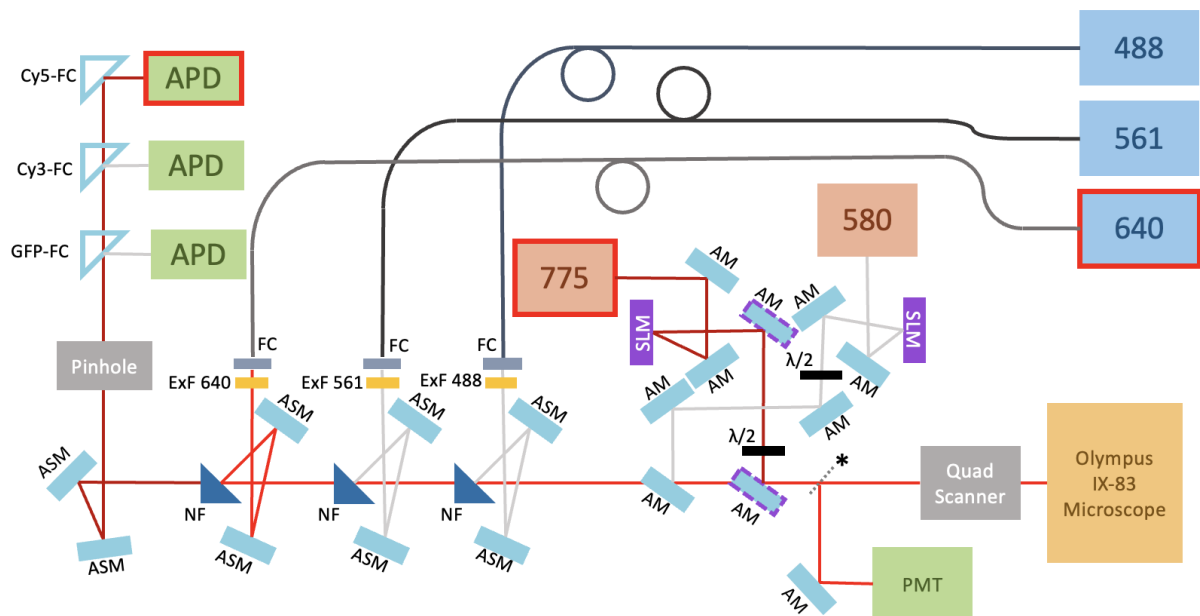 488
Cy5-FC
APD
561
Cy3-FC
APD
640
580
GFP-FC
APD
775
AM
AM
AM
SLM
SLM
FC
FC
FC
Pinhole
ExF 640
ExF 561
ExF 488
AM
AM
λ/2
AM
ASM
ASM
ASM
AM
λ/2
*
ASM
Quad
Scanner
Olympus
IX-83
Microscope
NF
NF
NF
AM
AM
ASM
ASM
ASM
ASM
AM
PMT